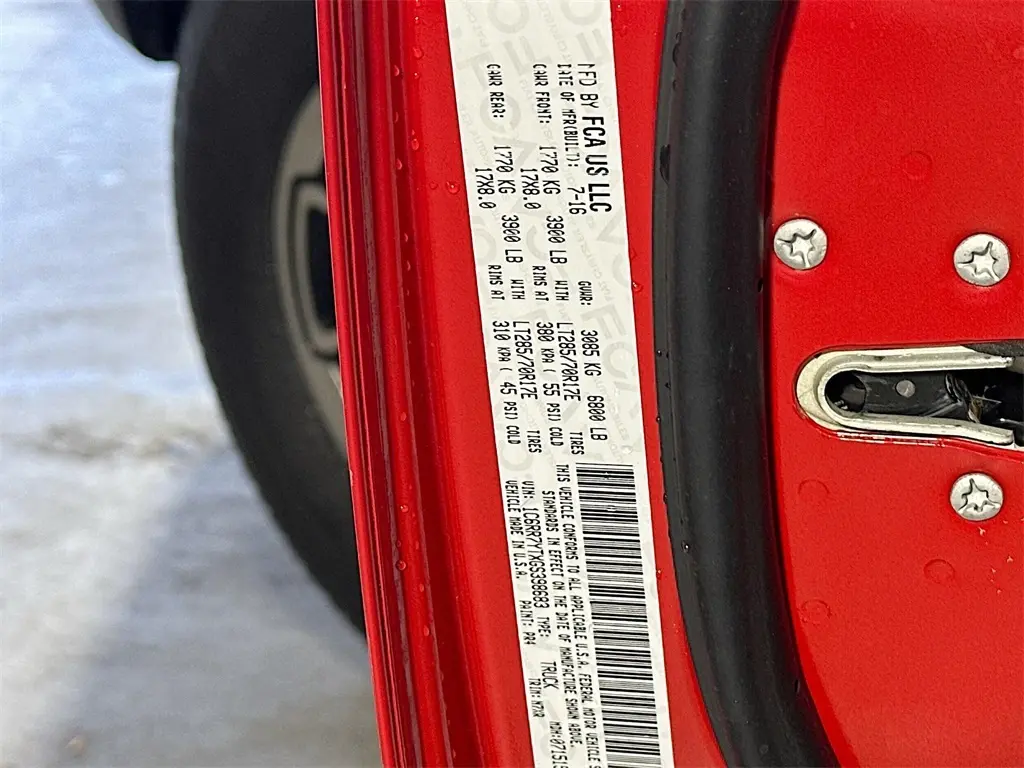 MFD BY FCA US LLC
DATE OF MFR(BUILT): 7-16 GVWR: 3085 KG 6800 LB
GAWR FRONT: 1770 KG 3900 LB WITH LT285/70R17E TIRES
17X8.0 RIMS AT 380 KPA ( 55 PSI) COLD
GAWR REAR: 1770 KG 3900 LB WITH LT285/70R17E TIRES
17X8.0 RIMS AT 310 KPA ( 45 PSI) COLD
THIS VEHICLE CONFORMS TO ALL APPLICABLE U.S.A. FEDERAL MOTOR VEHICLE
STANDARDS IN EFFECT ON THE DATE OF MANUFACTURE SHOWN ABOVE.
VIN: 1C6RR7YTXGS398683 TYPE: TRUCK
VEHICLE MADE IN U.S.A. PAINT: PR4